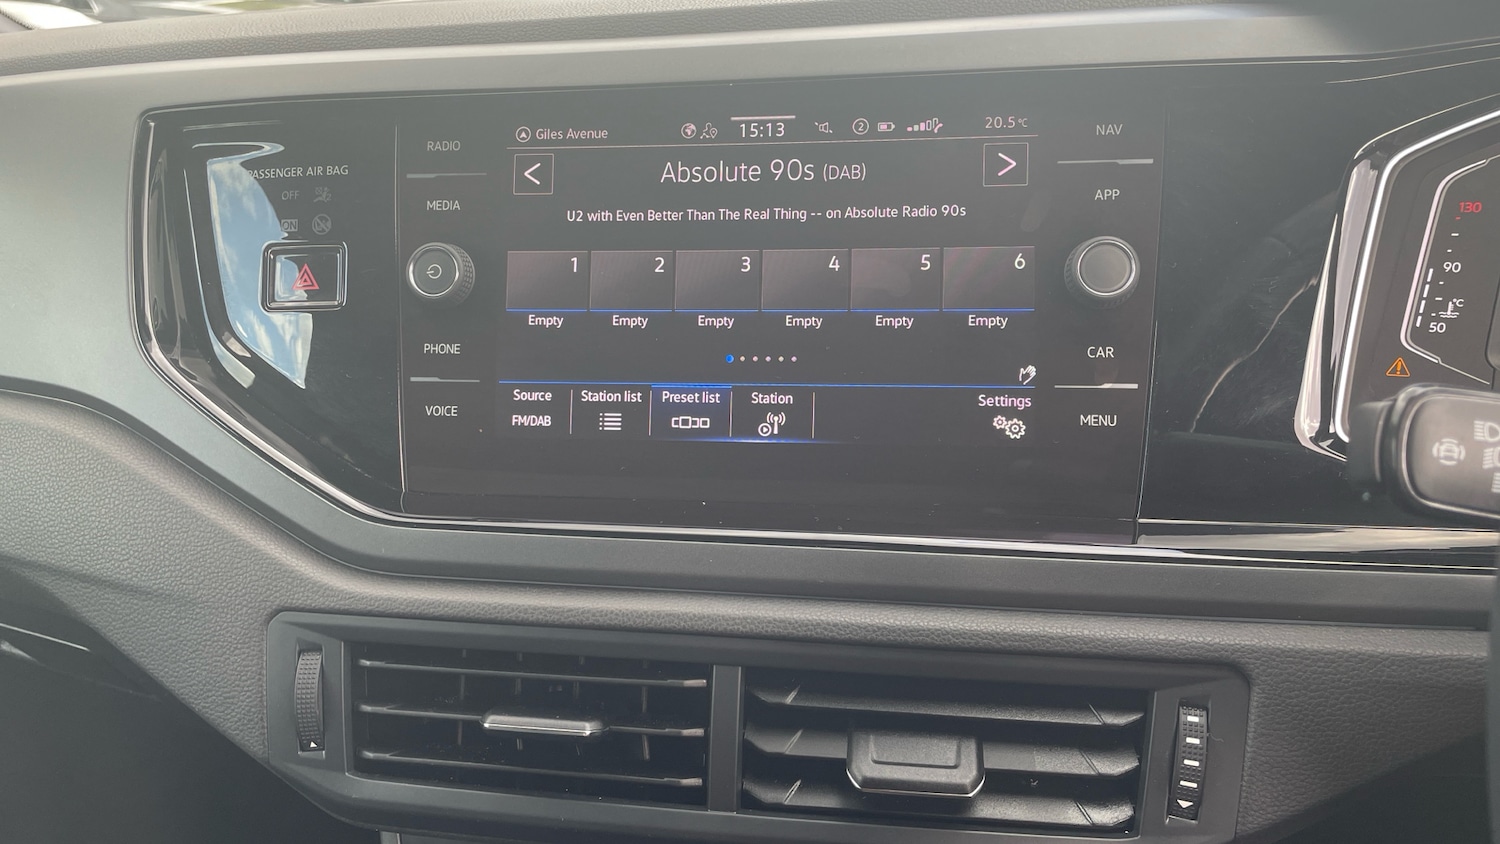 PASSENGER AIR BAG
OFF
ON
RADIO
MEDIA
PHONE
VOICE
Giles Avenue
15:13
2
20.5°C
< Absolute 90s (DAB) >
U2 with Even Better Than The Real Thing -- on Absolute Radio 90s
1 2 3 4 5 6
Empty Empty Empty Empty Empty Empty
Source Station list Preset list Station Settings
FM/DAB
NAV
APP
CAR
MENU
130
90
°C
50